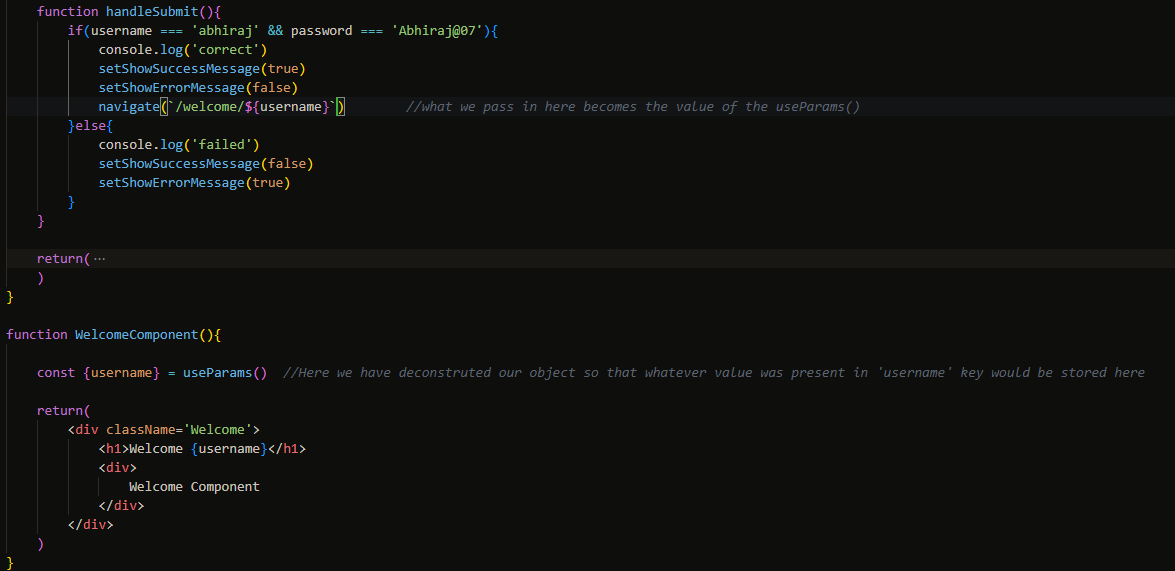 function handleSubmit(){
if(username === 'abhiraj' && password === 'Abhiraj@07'){
console.log('correct')
setShowSuccessMessage(true)
setShowErrorMessage(false)
navigate(`/welcome/${username}`) //what we pass in here becomes the value of the useParams()
}else{
console.log('failed')
setShowSuccessMessage(false)
setShowErrorMessage(true)
}
}
return(···
)
}
function WelcomeComponent(){
const {username} = useParams() //Here we have deconstruted our object so that whatever value was present in 'username' key would be stored here
return(
<div className='Welcome'>
<h1>Welcome {username}</h1>
<div>
Welcome Component
</div>
</div>
)
}